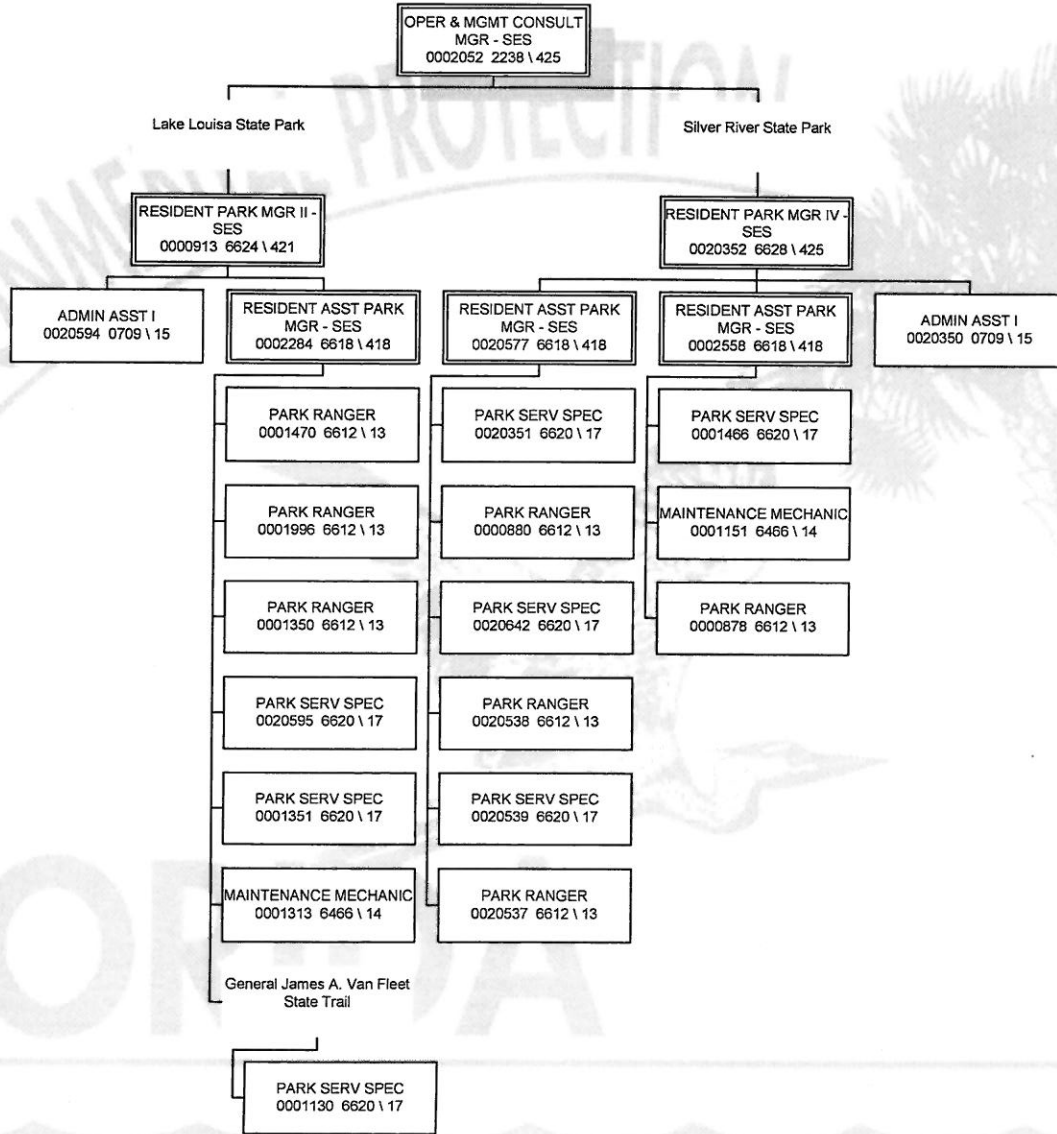 OPER & MGMT CONSULT
MGR - SES
0002052 2238 \ 425
Lake Louisa State Park
Silver River State Park
RESIDENT PARK MGR II -
SES
0000913 6624 \ 421
RESIDENT PARK MGR IV -
SES
0020352 6628 \ 425
ADMIN ASST I
0020594 0709 \ 15
RESIDENT ASST PARK
MGR - SES
0002284 6618 \ 418
RESIDENT ASST PARK
MGR - SES
0020577 6618 \ 418
RESIDENT ASST PARK
MGR - SES
0002558 6618 \ 418
ADMIN ASST I
0020350 0709 \ 15
PARK RANGER
0001470 6612 \ 13
PARK RANGER
0001996 6612 \ 13
PARK RANGER
0001350 6612 \ 13
PARK SERV SPEC
0020595 6620 \ 17
PARK SERV SPEC
0001351 6620 \ 17
MAINTENANCE MECHANIC
0001313 6466 \ 14
General James A. Van Fleet
State Trail
PARK SERV SPEC
0001130 6620 \ 17
PARK SERV SPEC
0020351 6620 \ 17
PARK RANGER
0000880 6612 \ 13
PARK SERV SPEC
0020642 6620 \ 17
PARK RANGER
0020538 6612 \ 13
PARK SERV SPEC
0020539 6620 \ 17
PARK RANGER
0020537 6612 \ 13
PARK SERV SPEC
0001466 6620 \ 17
MAINTENANCE MECHANIC
0001151 6466 \ 14
PARK RANGER
0000878 6612 \ 13
PROTECTION